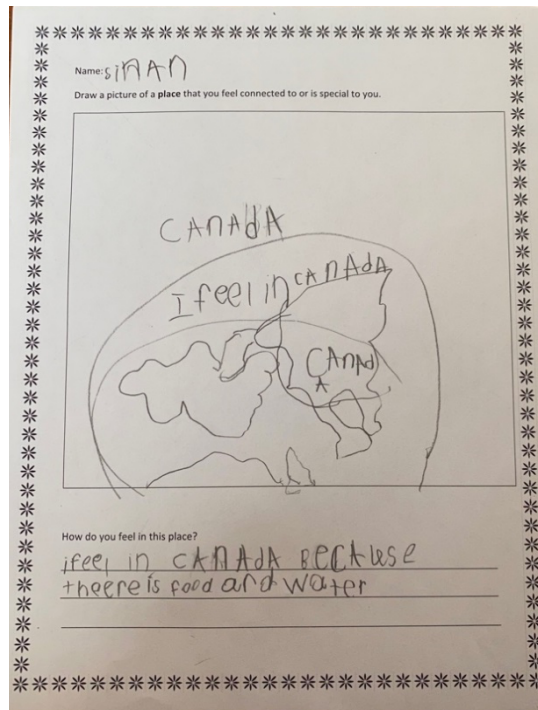 Name: SinAn
Draw a picture of a place that you feel connected to or is special to you.
CAnAdA
I feel in CAnAdA
CAnAd
A
How do you feel in this place?
ifeel in CAnAdA BECAuse
theere is food and water